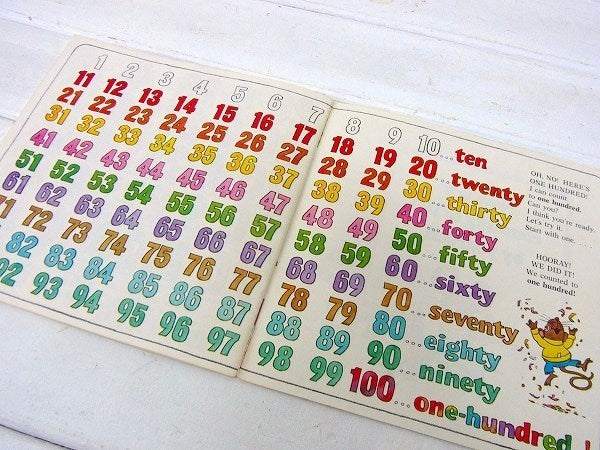 1 2 3 4 5 6 7 8 9 10 ... ten
11 12 13 14 15 16 17 18 19 20 ... twenty
21 22 23 24 25 26 27 28 29 30 ... thirty
31 32 33 34 35 36 37 38 39 40 ... forty
41 42 43 44 45 46 47 48 49 50 ... fifty
51 52 53 54 55 56 57 58 59 60 ... sixty
61 62 63 64 65 66 67 68 69 70 ... seventy
71 72 73 74 75 76 77 78 79 80 ... eighty
82 83 84 85 86 87 88 89 90 ... ninety
92 93 94 95 96 97 98 99 100 ... one-hundred!
OH, NO! HERE'S
ONE HUNDRED!
I can count
to one hundred.
Can you?
I think you're ready.
Let's try it.
Start with one. . . .
HOORAY!
WE DID IT!
We counted to
one hundred!